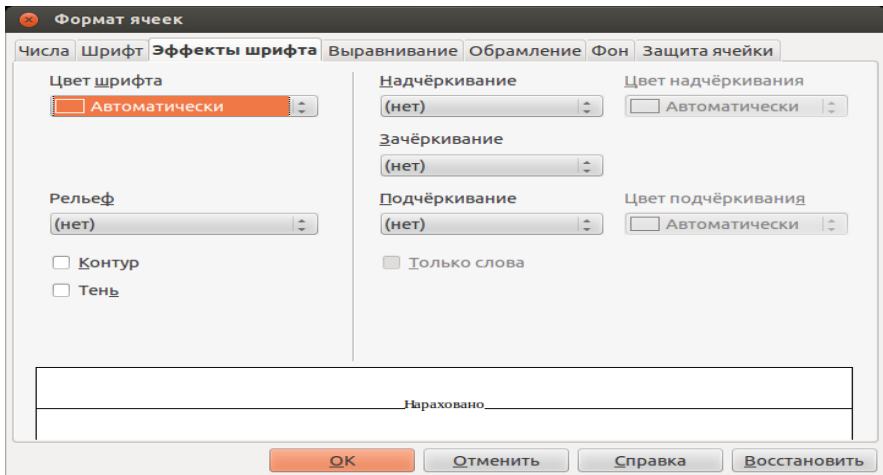 Формат ячеек
Числа Шрифт Эффекты шрифта Выравнивание Обрамление Фон Защита ячейки
Цвет шрифта Надчёркивание Цвет надчёркивания
Автоматически (нет) Автоматически
Зачёркивание
(нет)
Рельеф Подчёркивание Цвет подчёркивания
(нет) (нет) Автоматически
Контур Только слова
Тень
Нараховано
OK Отменить Справка Восстановить